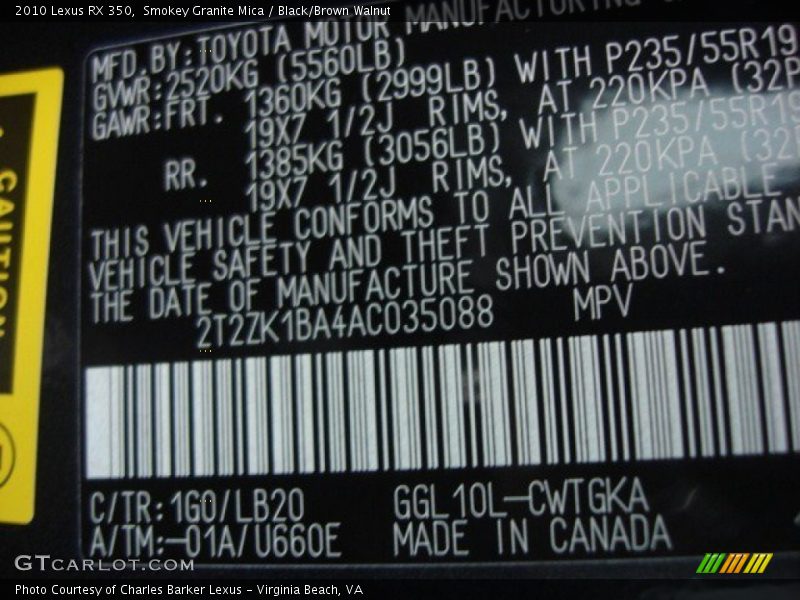 2010 Lexus RX 350, Smokey Granite Mica / Black/Brown Walnut
MFD.BY:TOYOTA MOTOR MANUFACTURING
GVWR:2520KG (5560LB)
GAWR:FRT. 1360KG (2999LB) WITH P235/55R19
19X7 1/2J RIMS, AT 220KPA (32P
RR. 1385KG (3056LB) WITH P235/55R19
19X7 1/2J RIMS, AT 220KPA (32P
THIS VEHICLE CONFORMS TO ALL APPLICABLE
VEHICLE SAFETY AND THEFT PREVENTION STAN
THE DATE OF MANUFACTURE SHOWN ABOVE.
2T2ZK1BA4AC035088 MPV
C/TR:1G0/LB20 GGL10L-CWTGKA
A/TM:-01A/U660E MADE IN CANADA
CAUTION
GTCARLOT.COM
Photo Courtesy of Charles Barker Lexus - Virginia Beach, VA